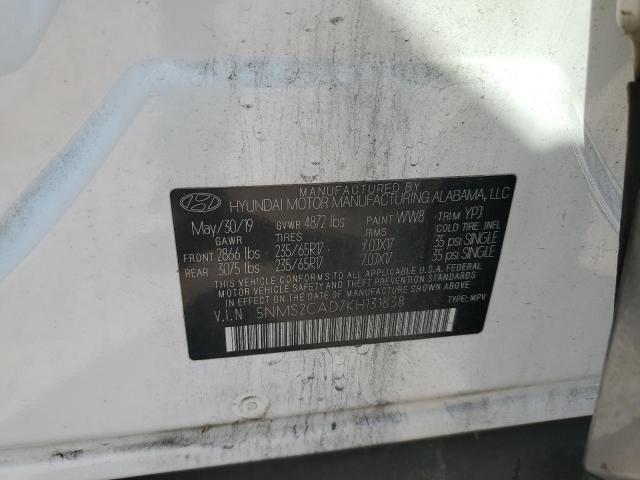 MANUFACTURED BY
HYUNDAI MOTOR MANUFACTURING ALABAMA, LLC
May/30/19 GVWR 4872 lbs PAINT WW8 TRIM YPJ
GAWR TIRES RIMS COLD TIRE INFL
FRONT 2866 lbs 235/65R17 7.0JX17 35 psi SINGLE
REAR 3075 lbs 235/65R17 7.0JX17 35 psi SINGLE
THIS VEHICLE CONFORMS TO ALL APPLICABLE U.S.A. FEDERAL
MOTOR VEHICLE SAFETY AND THEFT PREVENTION STANDARDS
IN EFFECT ON THE DATE OF MANUFACTURE SHOWN ABOVE.
V.I.N 5NMS2CAD7KH131838 TYPE: MPV